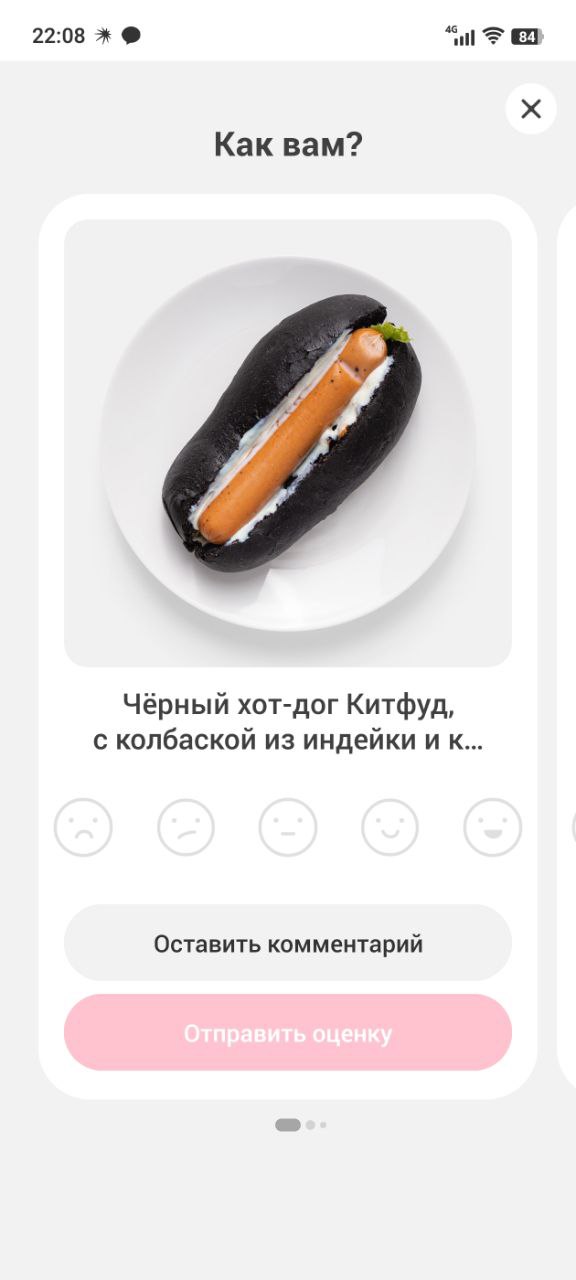 22:08
4G
84
Как вам?
Чёрный хот-дог Китфуд,
с колбаской из индейки и к...
Оставить комментарий
Отправить оценку